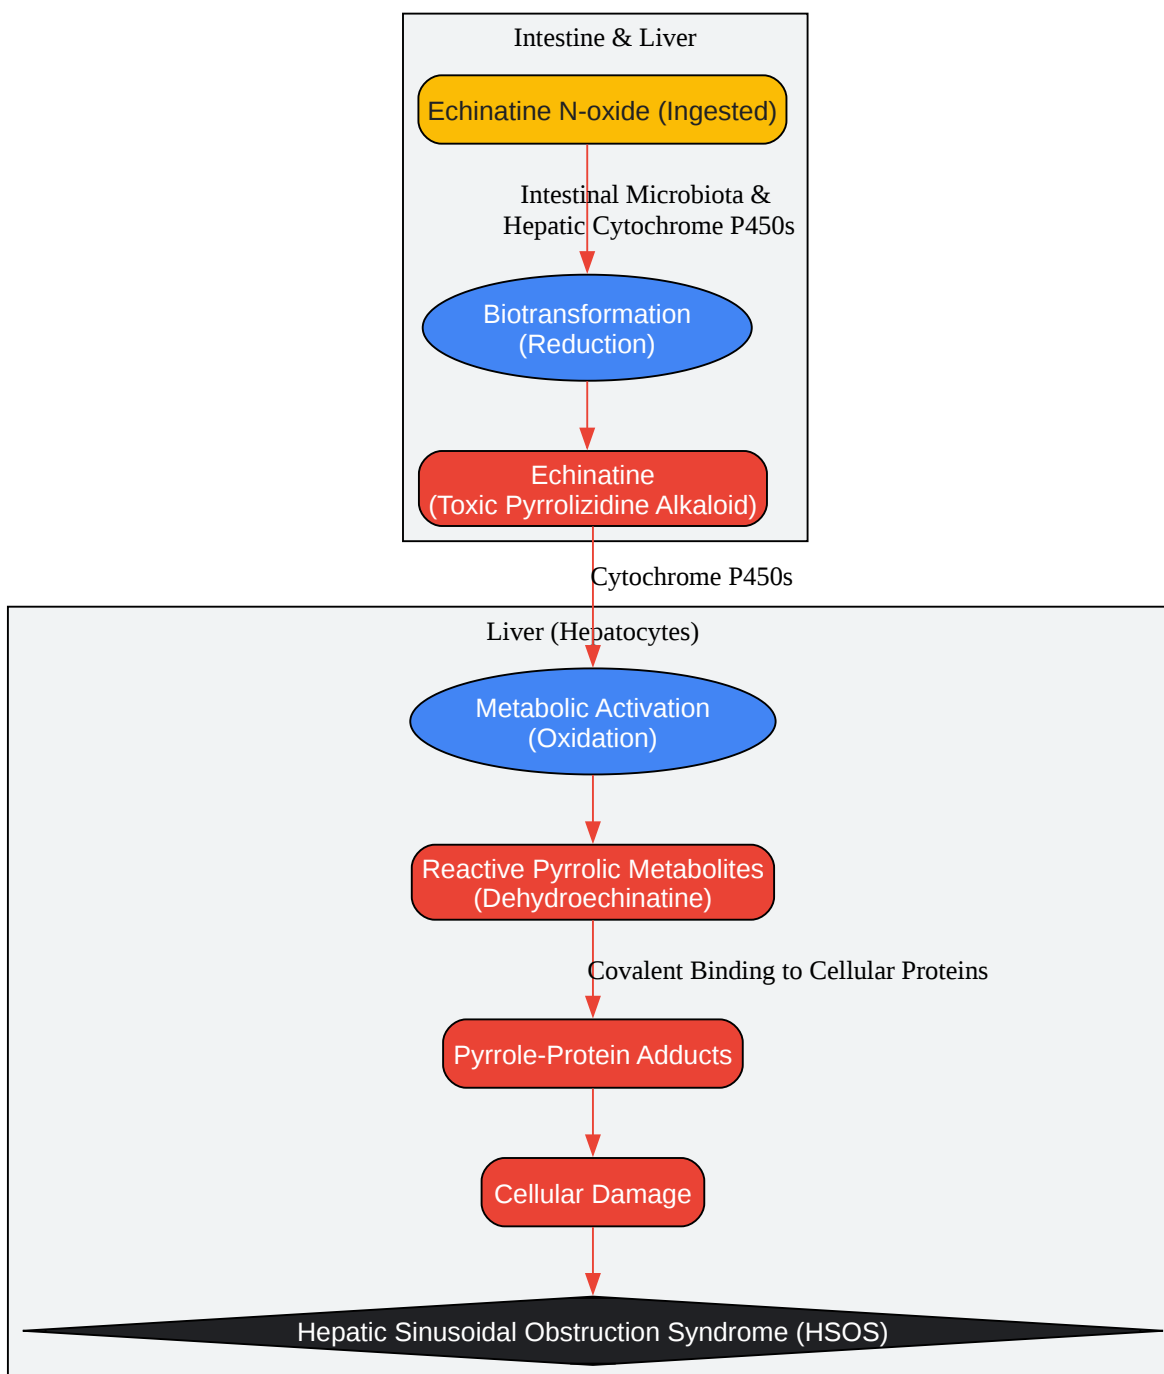 Intestine & Liver
Echinatine N-oxide (Ingested)
Intestinal Microbiota &
Hepatic Cytochrome P450s
Biotransformation
(Reduction)
Echinatine
(Toxic Pyrrolizidine Alkaloid)
Cytochrome P450s
Liver (Hepatocytes)
Metabolic Activation
(Oxidation)
Reactive Pyrrolic Metabolites
(Dehydroechinatine)
Covalent Binding to Cellular Proteins
Pyrrole-Protein Adducts
Cellular Damage
Hepatic Sinusoidal Obstruction Syndrome (HSOS)